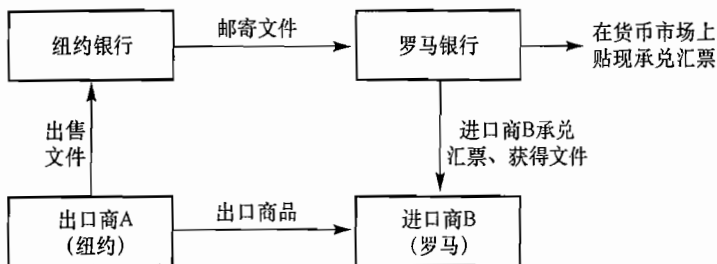 纽约银行
邮寄文件
罗马银行
在货币市场上
贴现承兑汇票
出售
文件
进口商B承兑
汇票、获得文件
出口商A
（纽约）
出口商品
进口商B
（罗马）